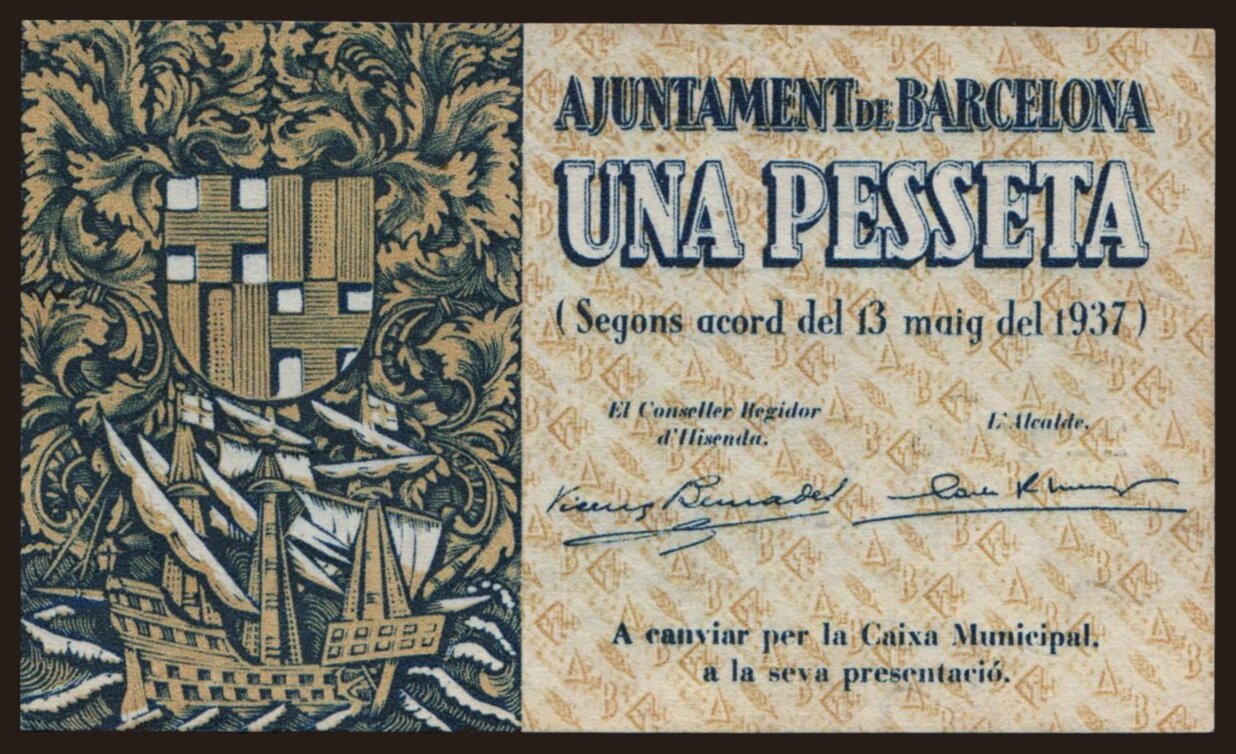 AJUNTAMENT DE BARCELONA
UNA PESSETA
(Segons acord del 13 maig del 1937)
El Conseller Regidor
d'Hisenda.
L'Alcalde.
A canviar per la Caixa Municipal,
a la seva presentació.